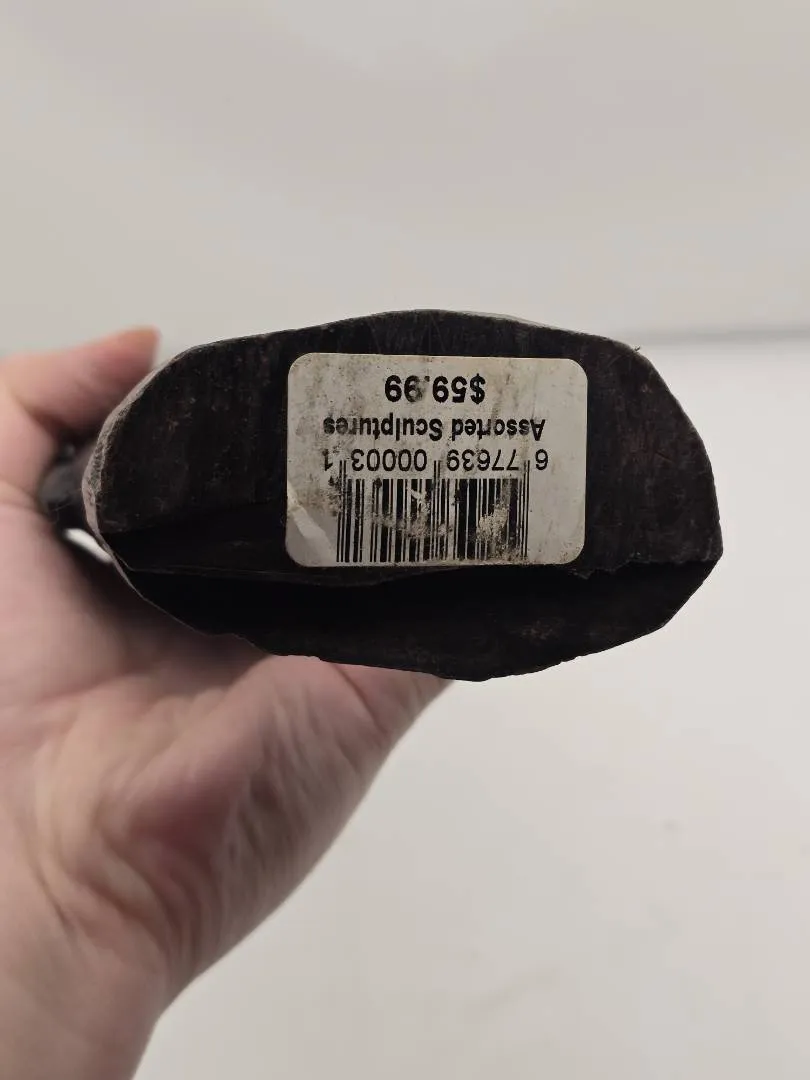 6 77639 00003 1
Assorted Sculptures
$59.99